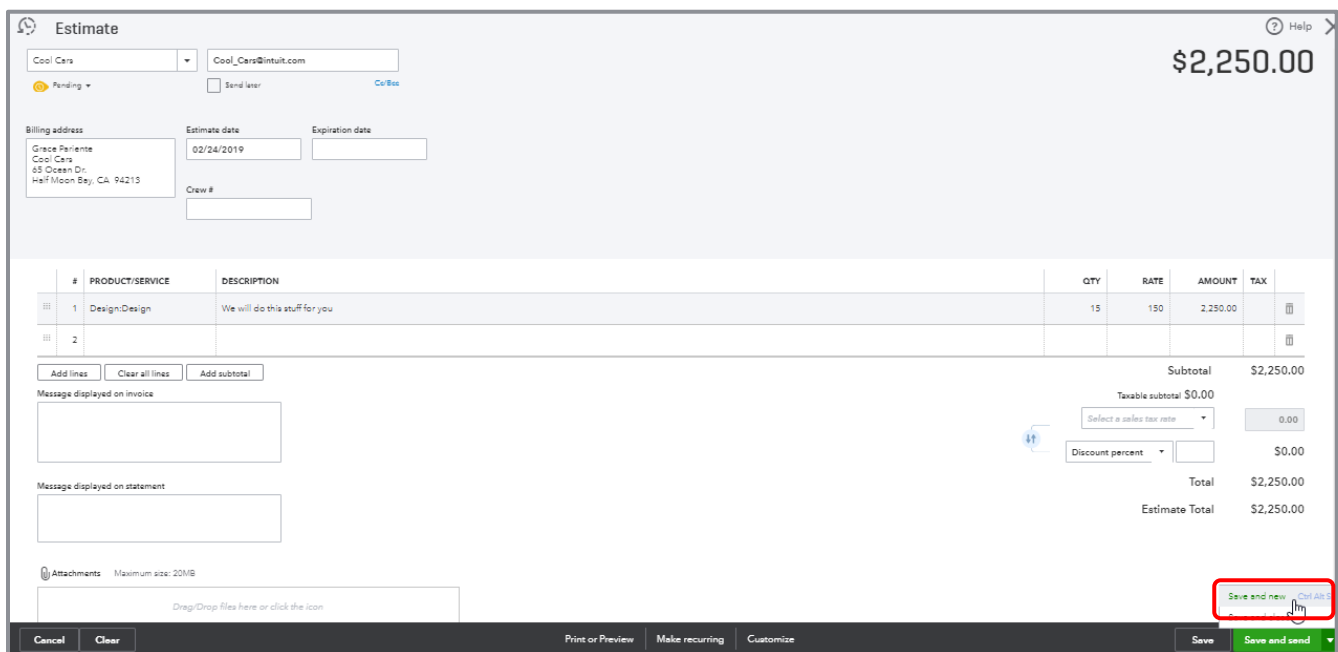 Estimate
Help
Cool Cars
Cool_Cars@intuit.com
$2,250.00
Pending
Send later
Cc/Bcc
Billing address
Estimate date
Expiration date
Grace Pariente
Cool Cars
65 Ocean Dr.
Half Moon Bay, CA 94213
02/24/2019
Crew #
# PRODUCT/SERVICE DESCRIPTION QTY RATE AMOUNT TAX
1 Design:Design We will do this stuff for you 15 150 2,250.00
2
Add lines Clear all lines Add subtotal
Subtotal $2,250.00
Message displayed on invoice
Taxable subtotal $0.00
Select a sales tax rate 0.00
Discount percent $0.00
Message displayed on statement
Total $2,250.00
Estimate Total $2,250.00
Attachments Maximum size: 20MB
Drag/Drop files here or click the icon
Save and new Ctrl Alt S
Cancel Clear Print or Preview Make recurring Customize Save Save and send